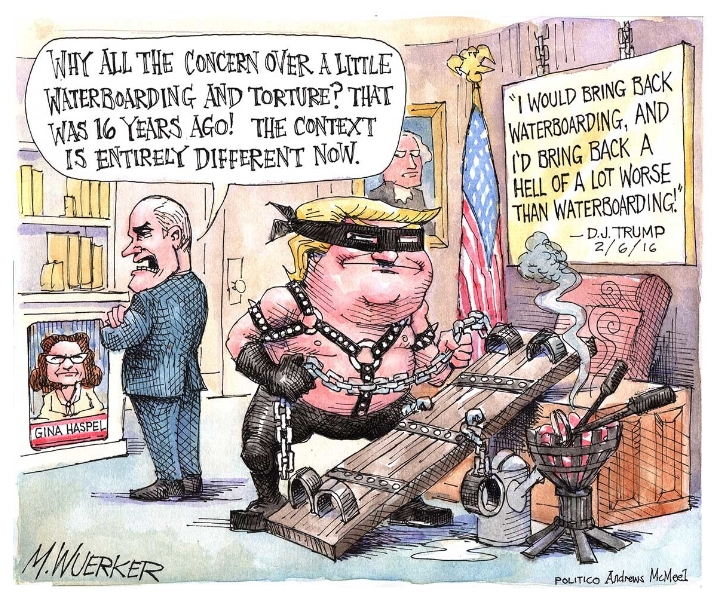 WHY ALL THE CONCERN OVER A LITTLE
WATERBOARDING AND TORTURE? THAT
WAS 16 YEARS AGO! THE CONTEXT
IS ENTIRELY DIFFERENT NOW.
"I WOULD BRING BACK
WATERBOARDING, AND
I'D BRING BACK A
HELL OF A LOT WORSE
THAN WATERBOARDING!"
— D.J. TRUMP
2/6/16
GINA HASPEL
M. WUERKER
POLITICO Andrews McMeel